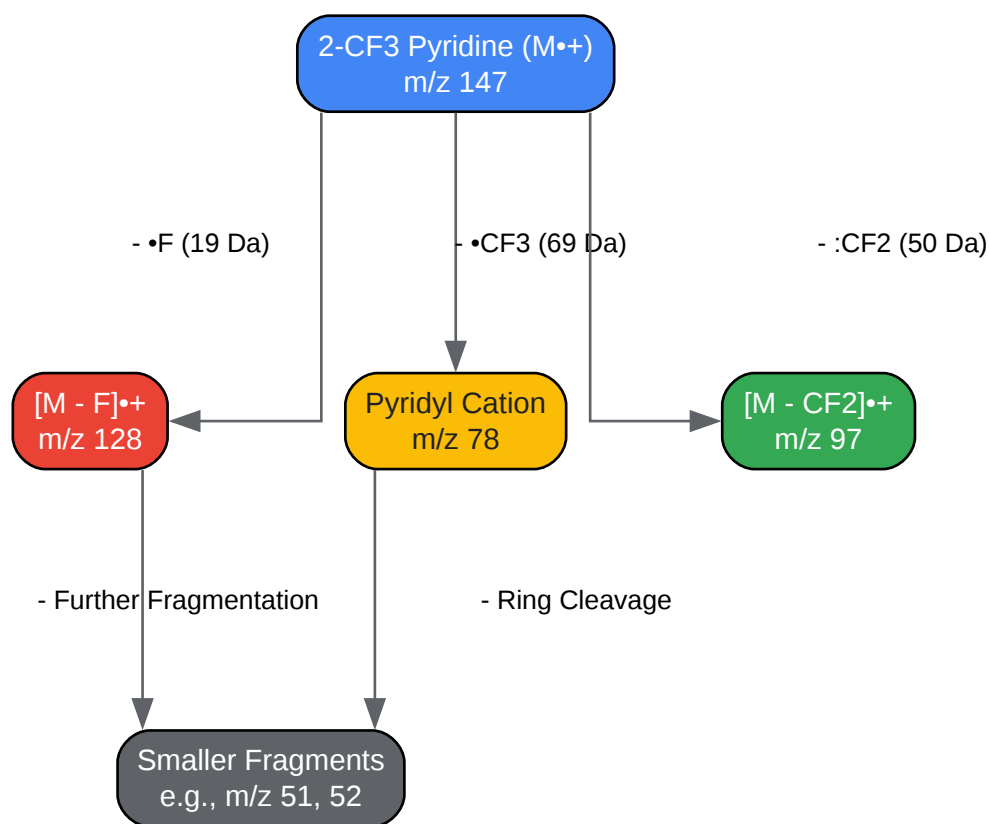 2-CF3 Pyridine (M•+)
m/z 147
- •F (19 Da)
- •CF3 (69 Da)
- :CF2 (50 Da)
[M - F]•+
m/z 128
Pyridyl Cation
m/z 78
[M - CF2]•+
m/z 97
- Further Fragmentation
- Ring Cleavage
Smaller Fragments
e.g., m/z 51, 52